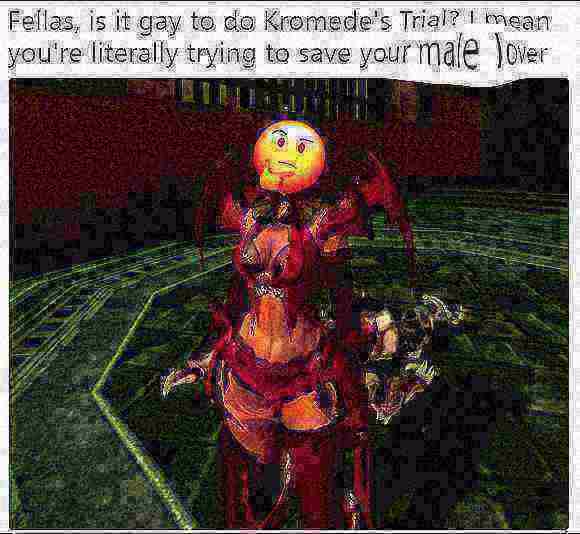 Fellas, is it gay to do Kromede's Trial? I mean
you're literally trying to save your male lover